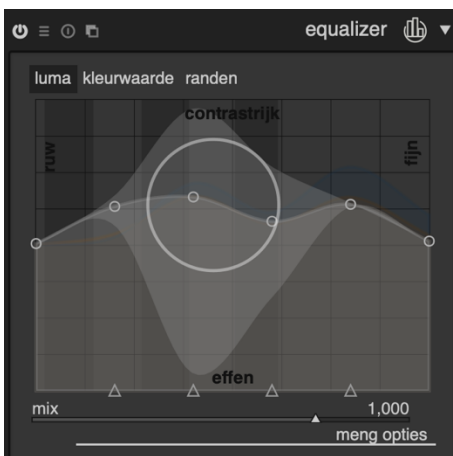 equalizer
luma kleurwaarde randen
contrastrijk
ruw
fijn
effen
mix 1,000
meng opties